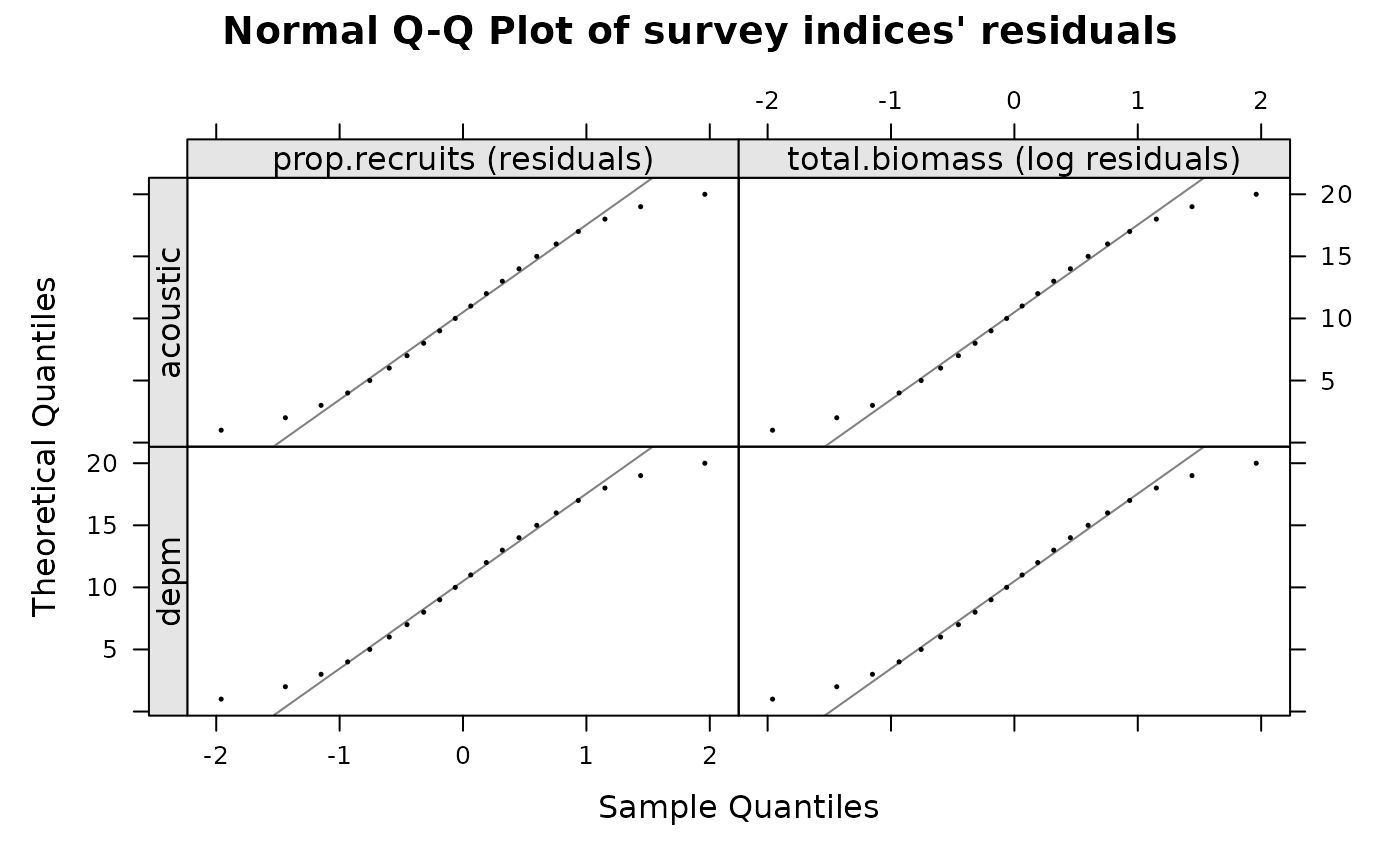 Normal Q-Q Plot of survey indices' residuals
-2 -1 0 1 2
prop.recruits (residuals) total.biomass (log residuals)
acoustic
20
15
10
5
Theoretical Quantiles
depm
20
15
10
5
-2 -1 0 1 2
Sample Quantiles